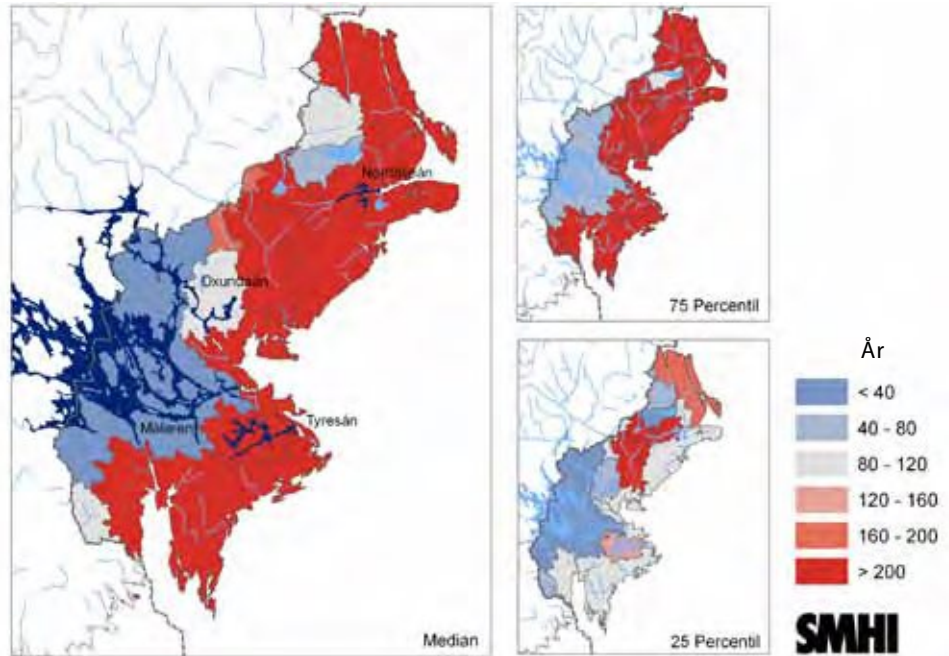 Norrtäljeån
Oxundaån
Mälaren
Tyresån
Median
75 Percentil
25 Percentil
År
< 40
40 - 80
80 - 120
120 - 160
160 - 200
> 200
SMHI